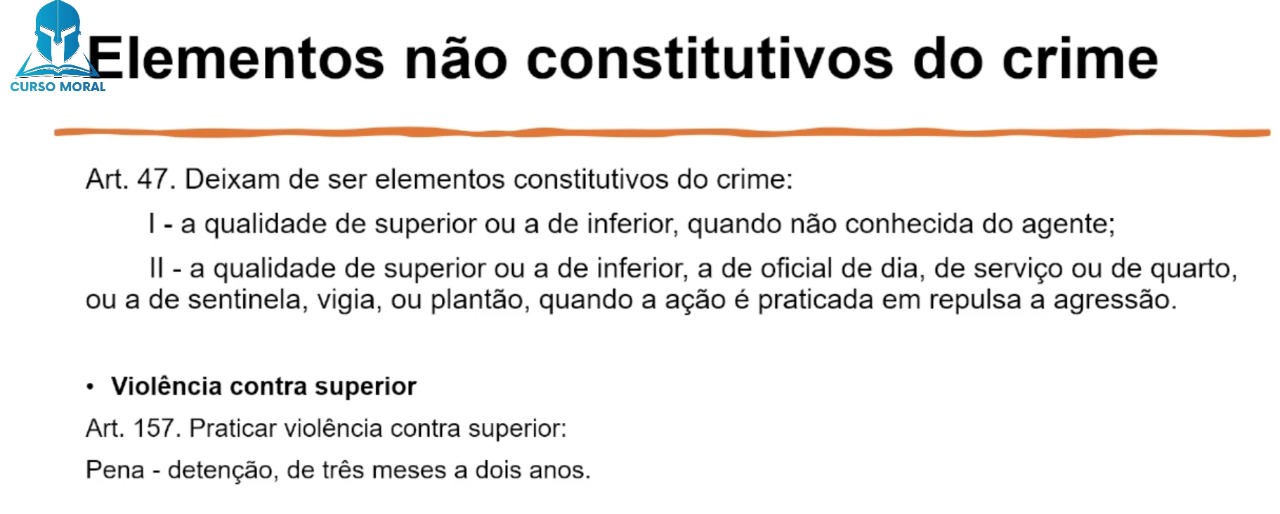 Elementos não constitutivos do crime
CURSO MORAL
Art. 47. Deixam de ser elementos constitutivos do crime:
I - a qualidade de superior ou a de inferior, quando não conhecida do agente;
II - a qualidade de superior ou a de inferior, a de oficial de dia, de serviço ou de quarto,
ou a de sentinela, vigia, ou plantão, quando a ação é praticada em repulsa a agressão.
• Violência contra superior
Art. 157. Praticar violência contra superior:
Pena - detenção, de três meses a dois anos.